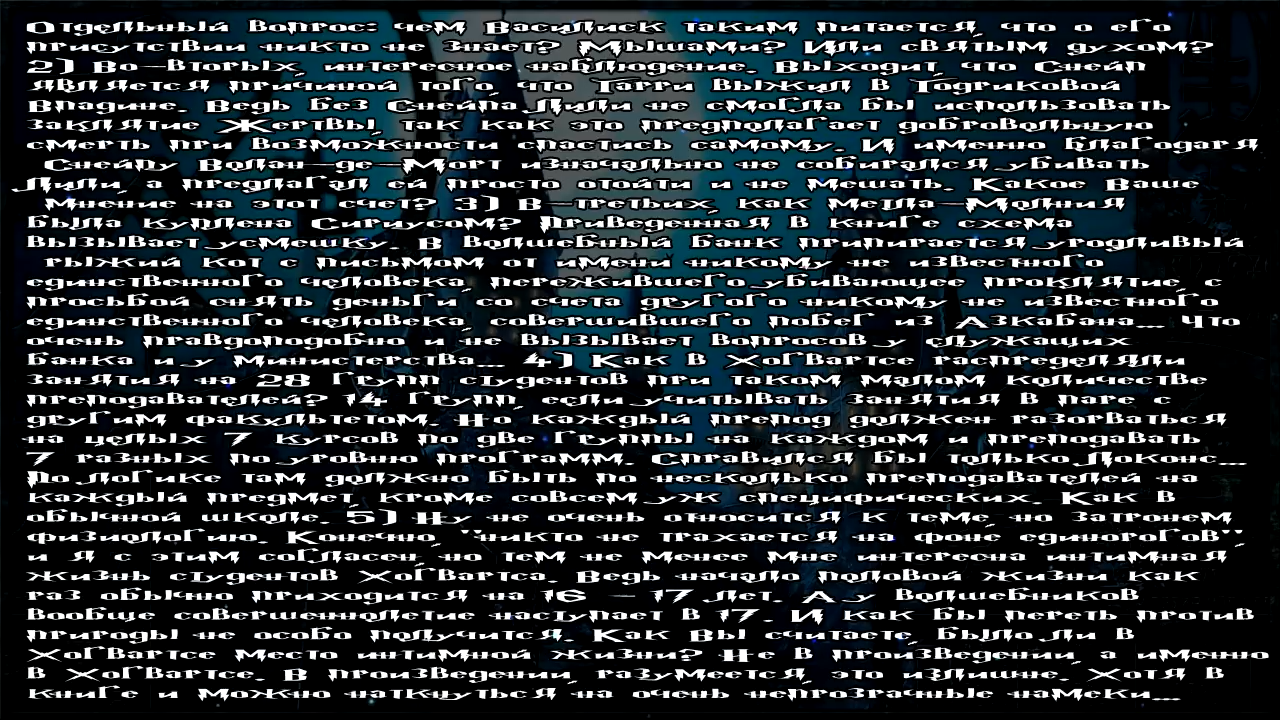 Отдельный вопрос: чем Василиск таким питается, что о его
присутствии никто не знает? Мышами? Или святым духом?
2) Во-вторых, интересное наблюдение. Выходит, что Снейп
является причиной того, что Гарри выжил в Годриковой
Впадине. Ведь без Снейпа Лили не смогла бы использовать
заклятие Жертвы, так как это предполагает добровольную
смерть при возможности спастись самому. И именно благодаря
Снейпу Волан-де-Морт изначально не собирался убивать
Лили, а предлагал ей просто отойти и не мешать. Какое Ваше
Мнение на этот счет? 3) В-третьих, как Метла-Молния
была куплена Сириусом? Приведенная в книге схема
вызывает усмешку. В Волшебный банк припирается уродливый
рыжий кот с письмом от имени никому не известного
единственного человека, пережившего убивающее проклятие, с
просьбой снять деньги со счета другого никому не известного
единственного человека, совершившего побег из Азкабана... Что
очень правдоподобно и не вызывает вопросов у служащих
банка и у Министерства... 4) Как в Хогвартсе распределяли
занятия на 28 групп студентов при таком малом количестве
преподавателей? 14 групп, если учитывать занятия в паре с
другим факультетом. Но каждый препод должен разорваться
на целых 7 курсов по две группы на каждом и преподавать
7 разных по уровню программ. Справился бы только Локонс...
По логике там должно быть по несколько преподавателей на
каждый предмет, кроме совсем уж специфических. Как в
обычной школе. 5) Ну не очень относится к теме, но затронем
физиологию. Конечно, "никто не трахается на фоне единорогов"
и я с этим согласен, но тем не менее мне интересна интимная
жизнь студентов Хогвартса. Ведь начало половой жизни как
раз обычно приходится на 16 - 17 лет. А у волшебников
вообще совершеннолетие наступает в 17. И как бы переть против
природы не особо получится. Как Вы считаете, было ли в
Хогвартсе место интимной жизни? Не в произведении, а именно
в Хогвартсе. В произведении, разумеется, это излишне. Хотя в
книге и можно наткнуться на очень непрозрачные намеки...